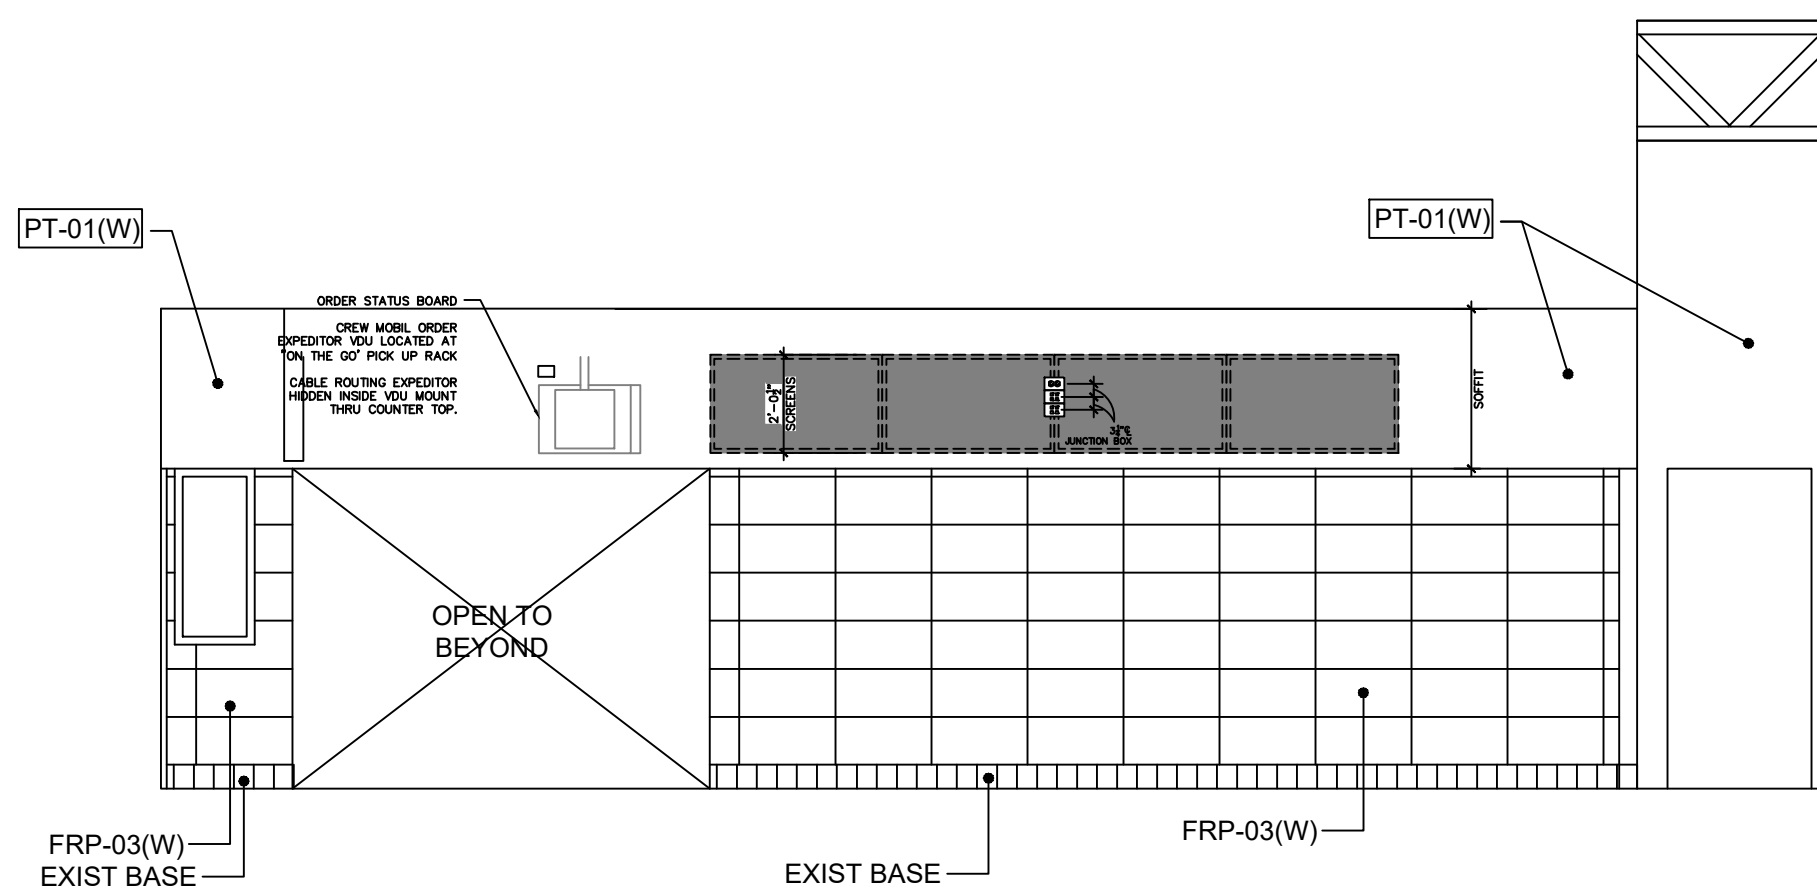 PT-01(W)
PT-01(W)
ORDER STATUS BOARD
CREW MOBIL ORDER
EXPEDITOR VDU LOCATED AT
'ON THE GO' PICK UP RACK
CABLE ROUTING EXPEDITOR
HIDDEN INSIDE VDU MOUNT
THRU COUNTER TOP.
2'-0½"
SCREENS
JUNCTION BOX
SOFFIT
OPEN TO
BEYOND
FRP-03(W)
EXIST BASE
EXIST BASE
FRP-03(W)